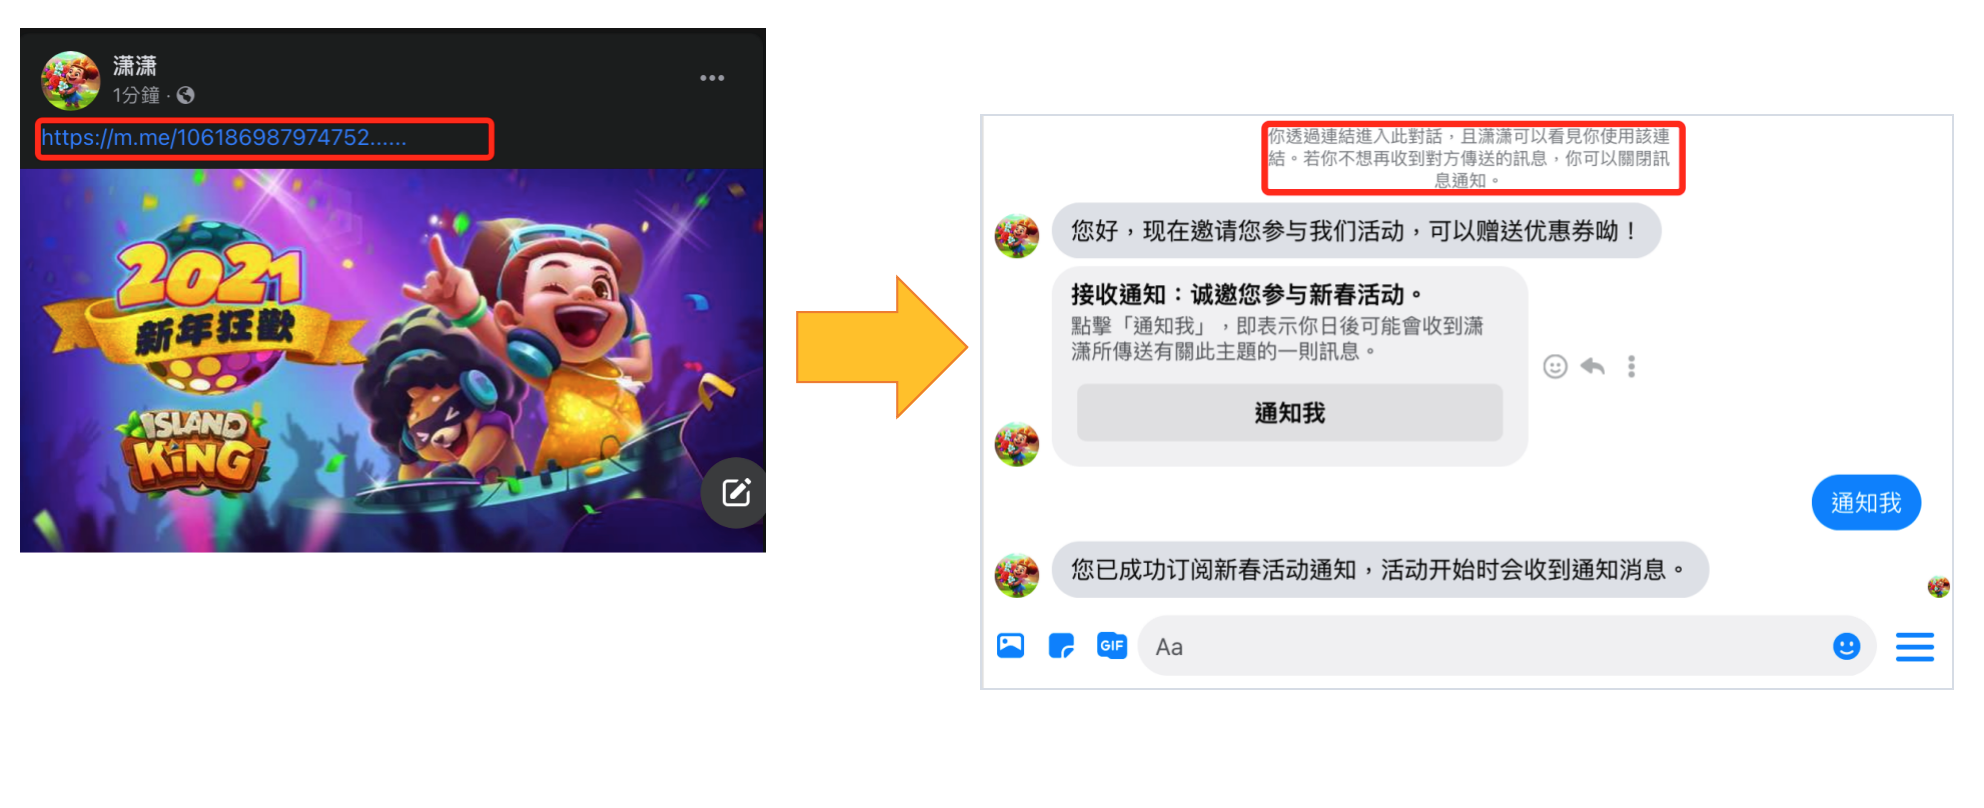 潇潇
1分鐘 ·
https://m.me/106186987974752......
2021
新年狂歡
ISLAND
KING
你透過連結進入此對話，且潇潇可以看見你使用該連
結。若你不想再收到對方傳送的訊息，你可以關閉訊
息通知。
您好，现在邀请您参与我们活动，可以赠送优惠券呦！
接收通知：诚邀您参与新春活动。
點擊「通知我」，即表示你日後可能會收到潇
潇所傳送有關此主題的一則訊息。
通知我
通知我
您已成功订阅新春活动通知，活动开始时会收到通知消息。
GIF
Aa